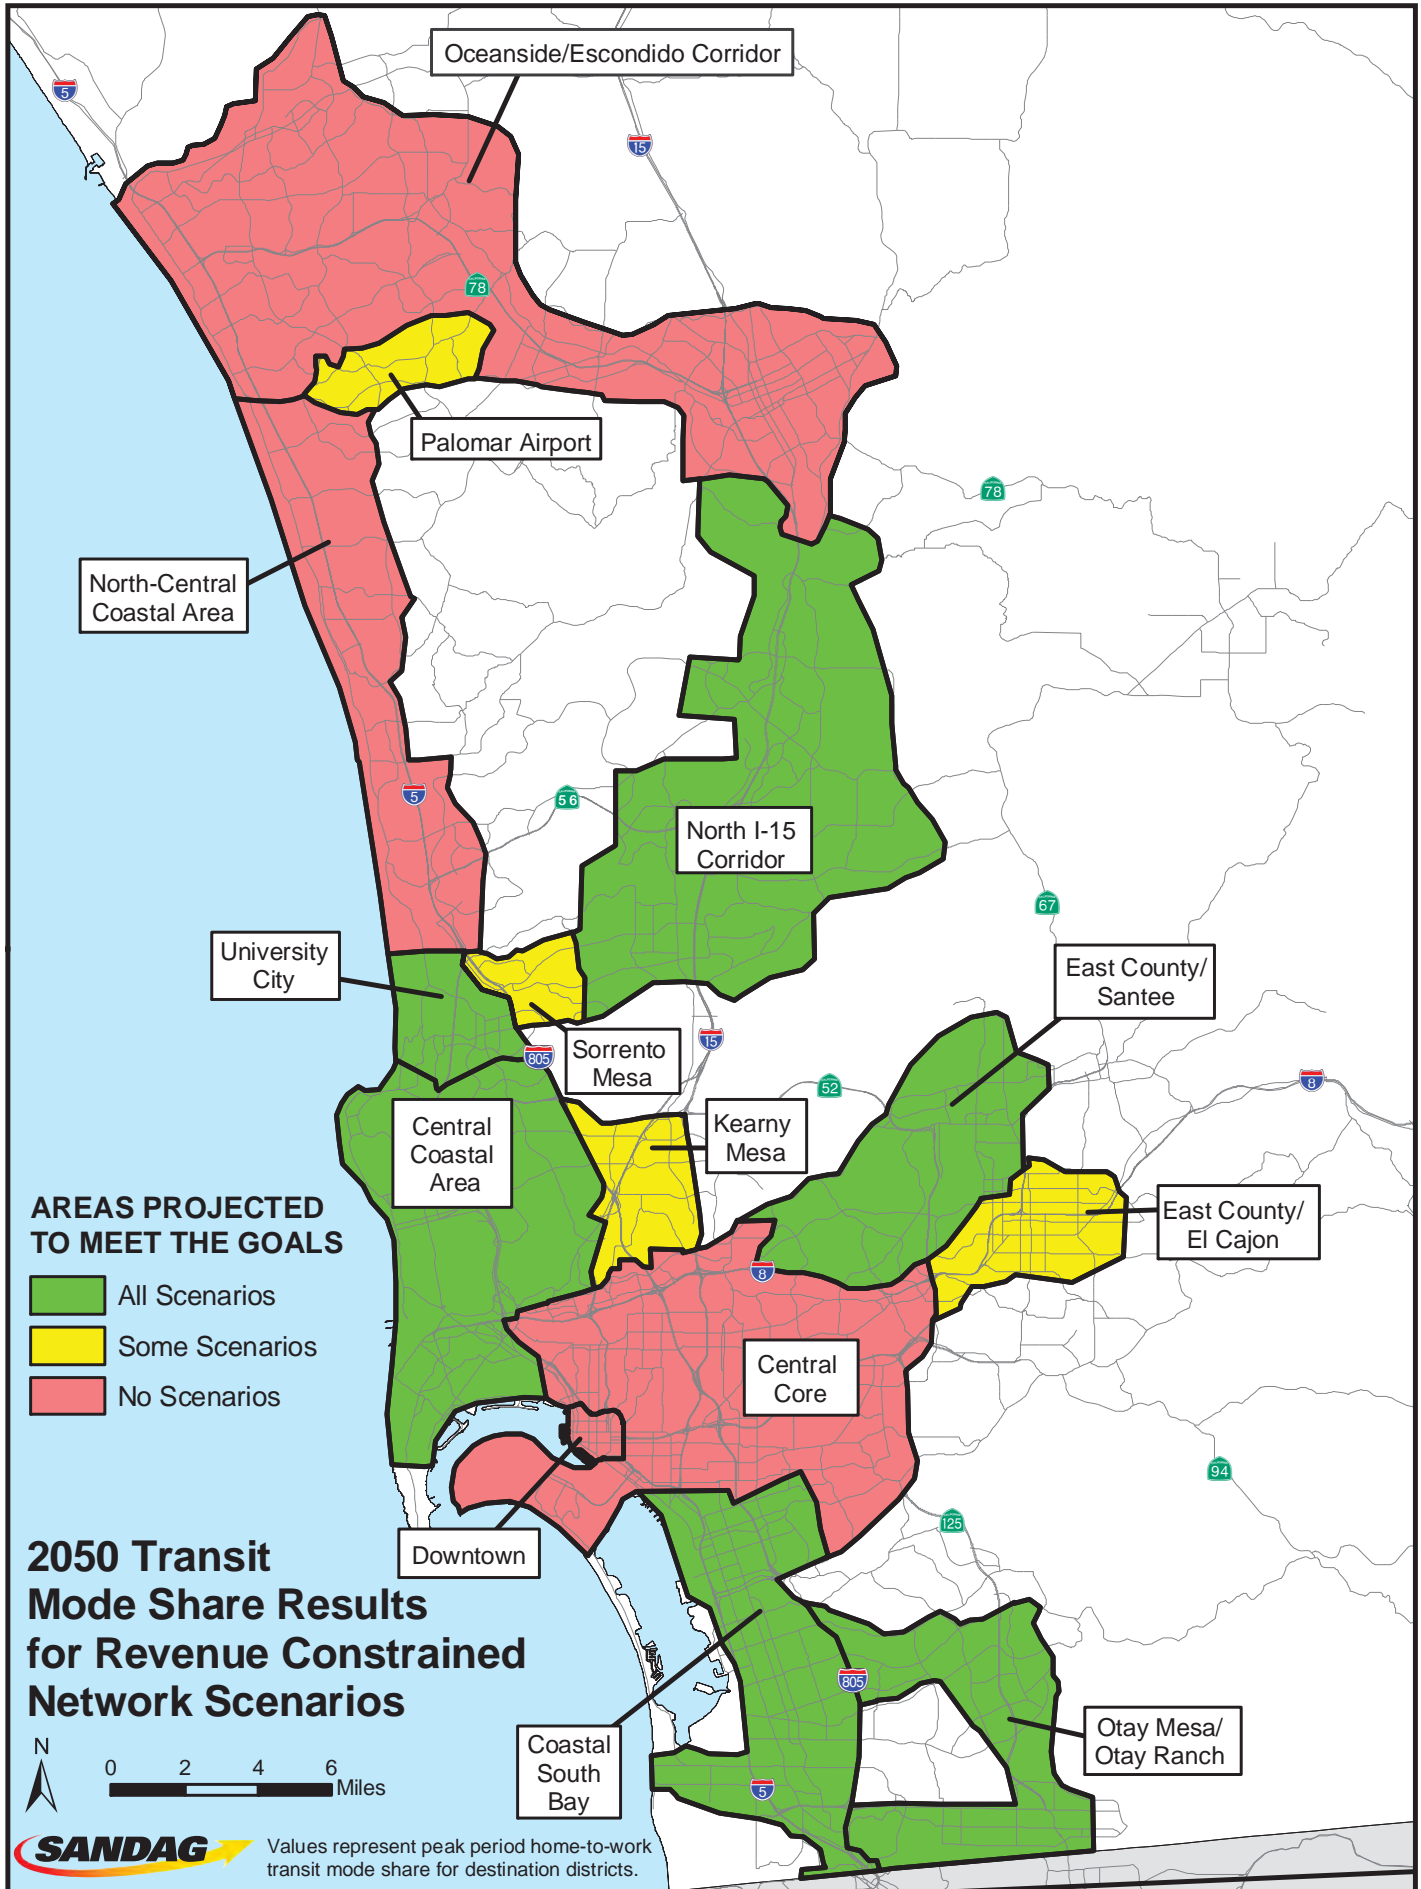 Oceanside/Escondido Corridor
5
15
78
Palomar Airport
78
North-Central
Coastal Area
5
56
North I-15
Corridor
67
University
City
East County/
Santee
Sorrento
Mesa
805
15
52
8
Central
Coastal
Area
Kearny
Mesa
East County/
El Cajon
8
AREAS PROJECTED
TO MEET THE GOALS
All Scenarios
Some Scenarios
No Scenarios
Central
Core
94
125
Downtown
2050 Transit
Mode Share Results
for Revenue Constrained
Network Scenarios
805
Otay Mesa/
Otay Ranch
Coastal
South
Bay
5
N
0 2 4 6
Miles
SANDAG
Values represent peak period home-to-work
transit mode share for destination districts.